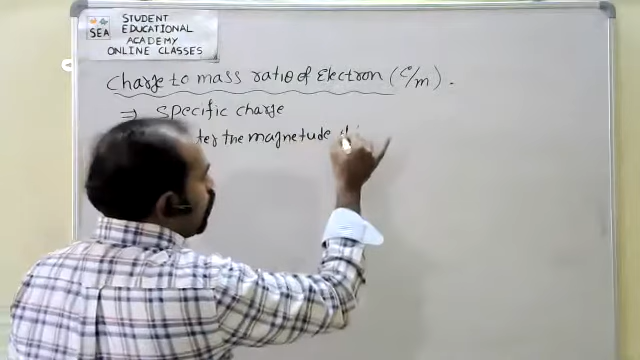 SEA
STUDENT
EDUCATIONAL
ACADEMY
ONLINE CLASSES
Charge to mass ratio of Electron (e/m).
⇒ Specific charge
the magnetude